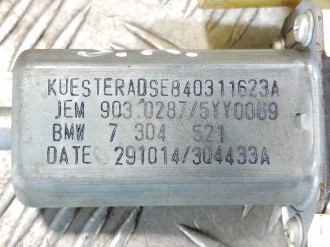 KUESTERADSE840311623A
JEM 903.0287/5YY0069
BMW 7 304 521
DATE 291014/304433A